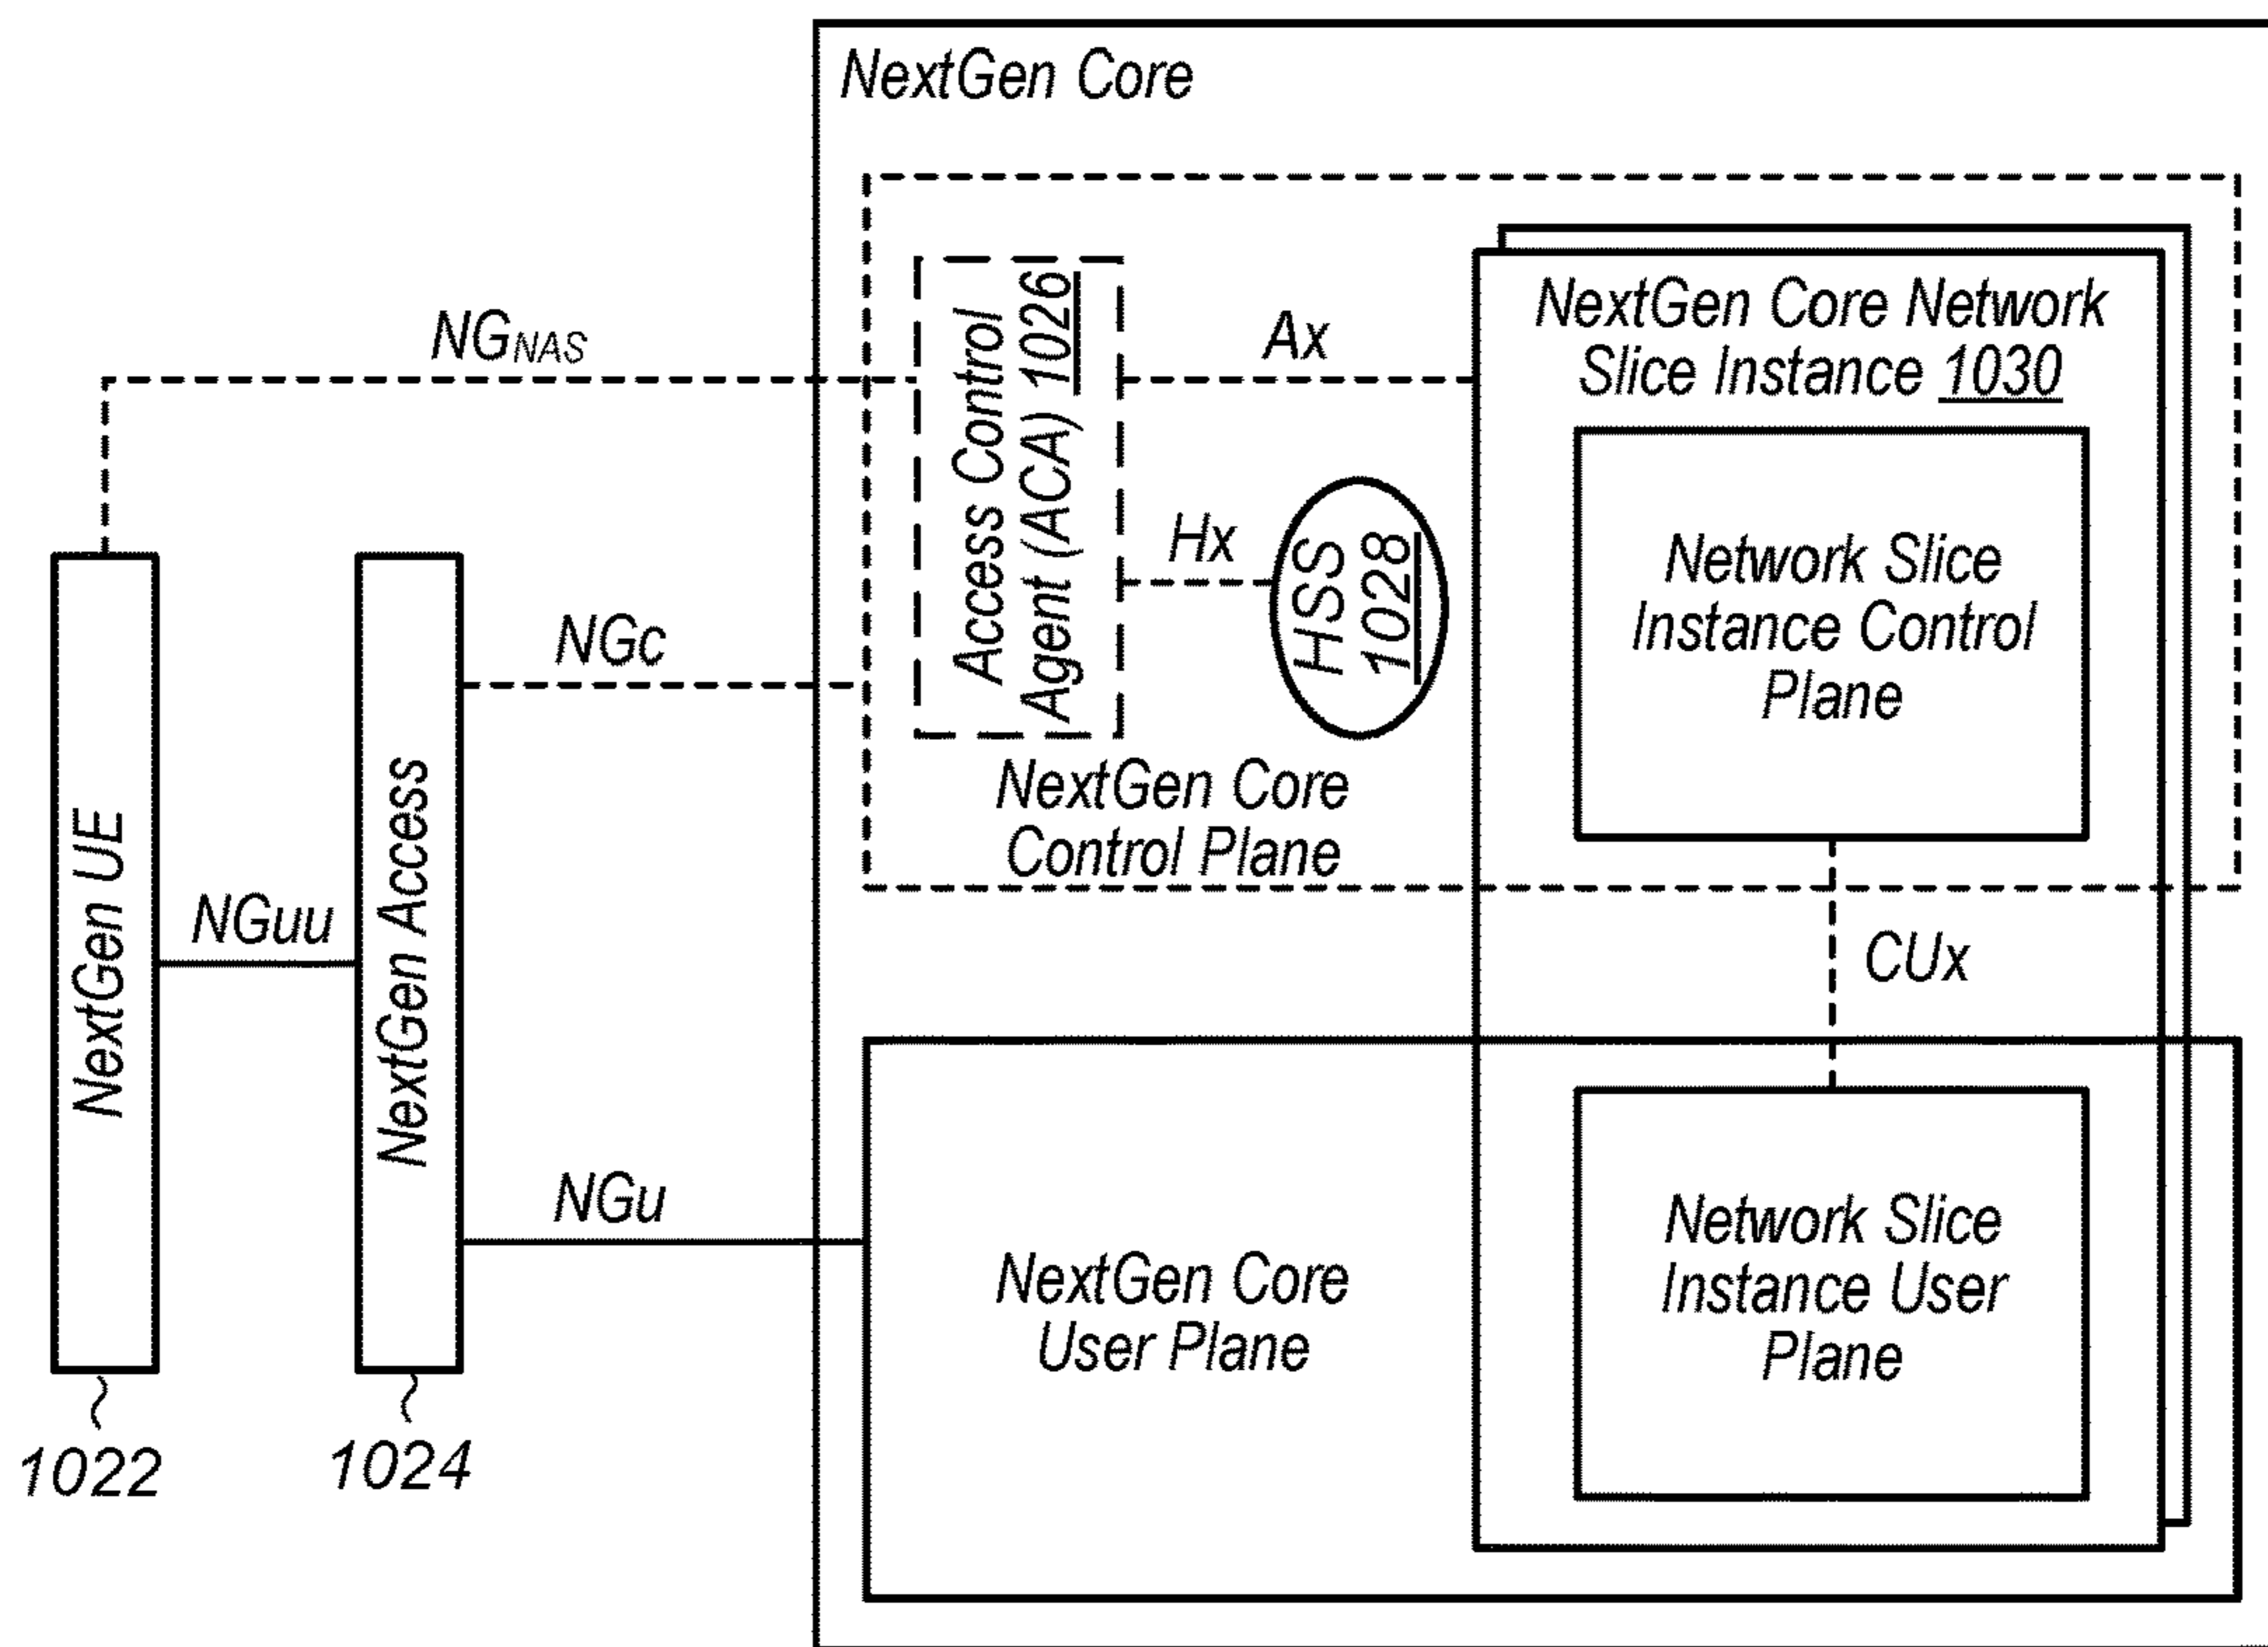 NextGen Core
NGNAS
Access Control
Agent (ACA) 1026
Ax
Hx
HSS
1028
NextGen Core Network
Slice Instance 1030
Network Slice
Instance Control
Plane
NGc
NextGen Core
Control Plane
NextGen UE
NGuu
NextGen Access
CUx
NGu
NextGen Core
User Plane
Network Slice
Instance User
Plane
1022
1024